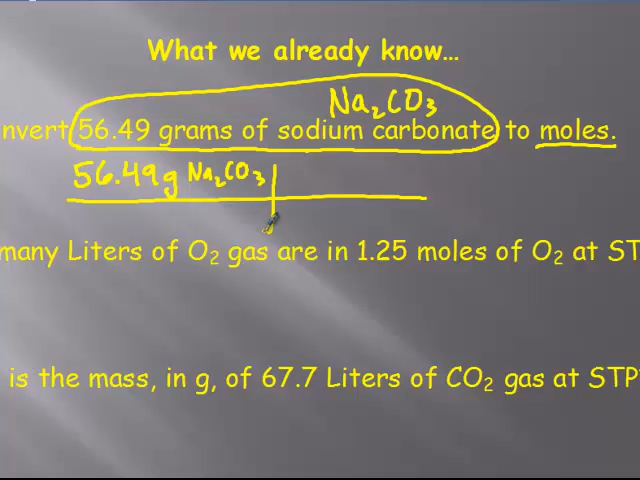 What we already know...
Na₂CO₃
nvert 56.49 grams of sodium carbonate to moles.
56.49g Na₂CO₃
many Liters of O₂ gas are in 1.25 moles of O₂ at ST
is the mass, in g, of 67.7 Liters of CO₂ gas at STP